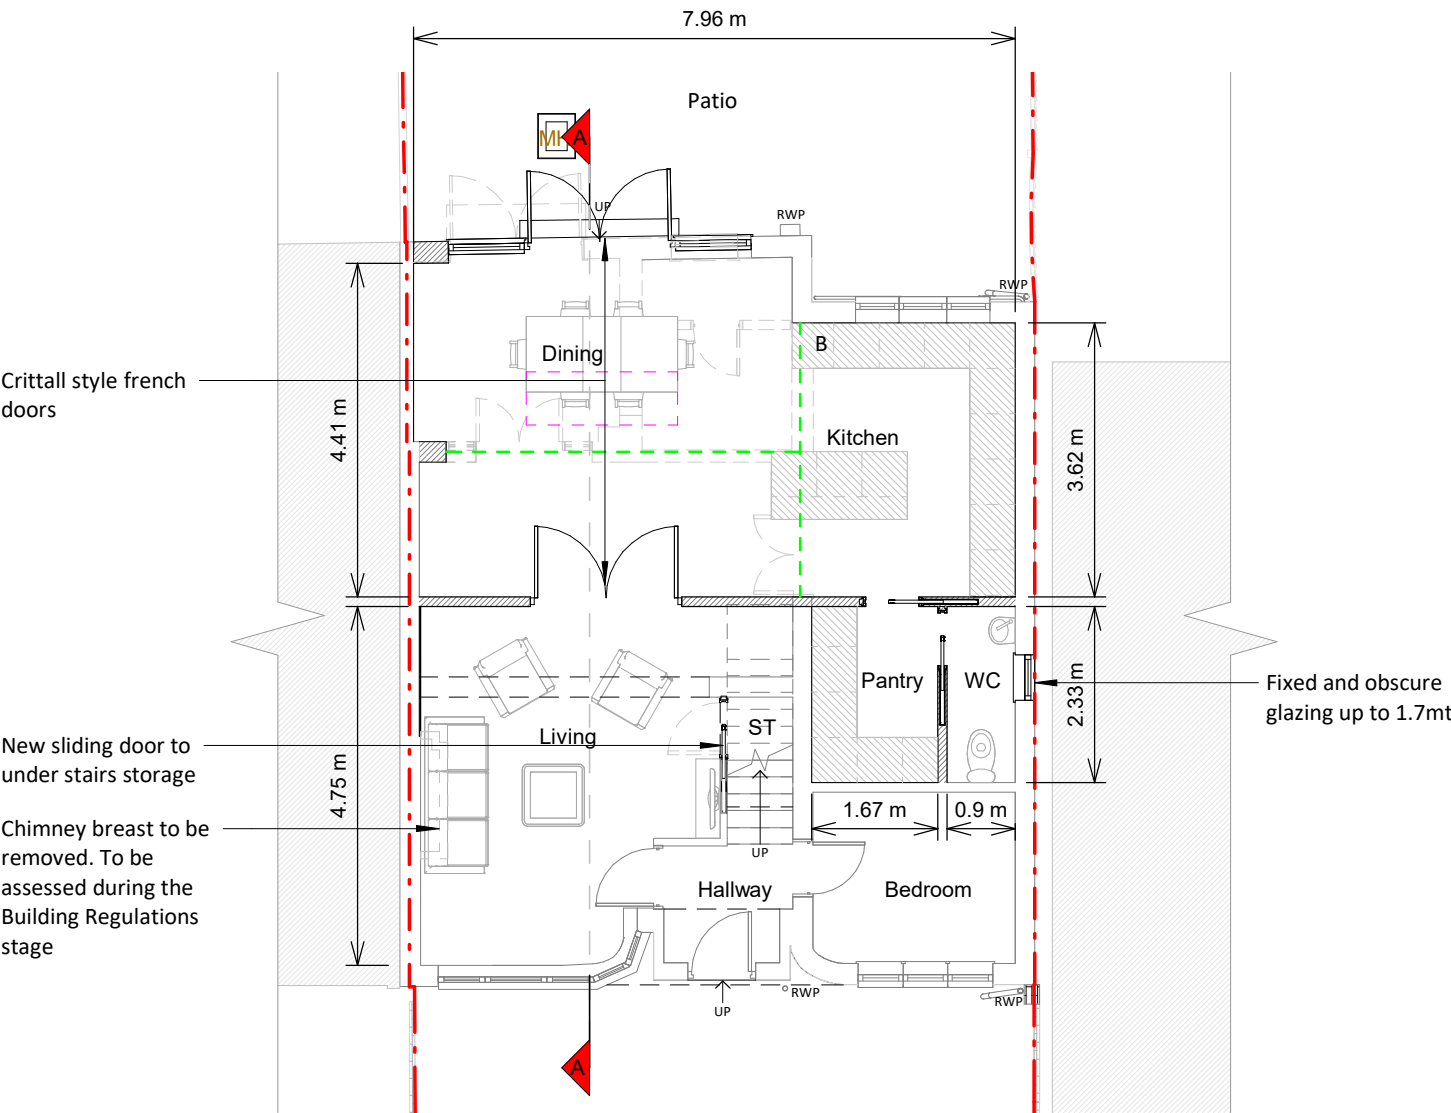 7.96 m
Patio
MH
A
UP
RWP
RWP
B
Dining
Crittall style french
doors
4.41 m
Kitchen
3.62 m
Pantry
WC
Fixed and obscure
glazing up to 1.7mt
2.33 m
ST
Living
New sliding door to
under stairs storage
4.75 m
1.67 m
0.9 m
Chimney breast to be
removed. To be
assessed during the
Building Regulations
stage
UP
Hallway
Bedroom
RWP
RWP
UP
A